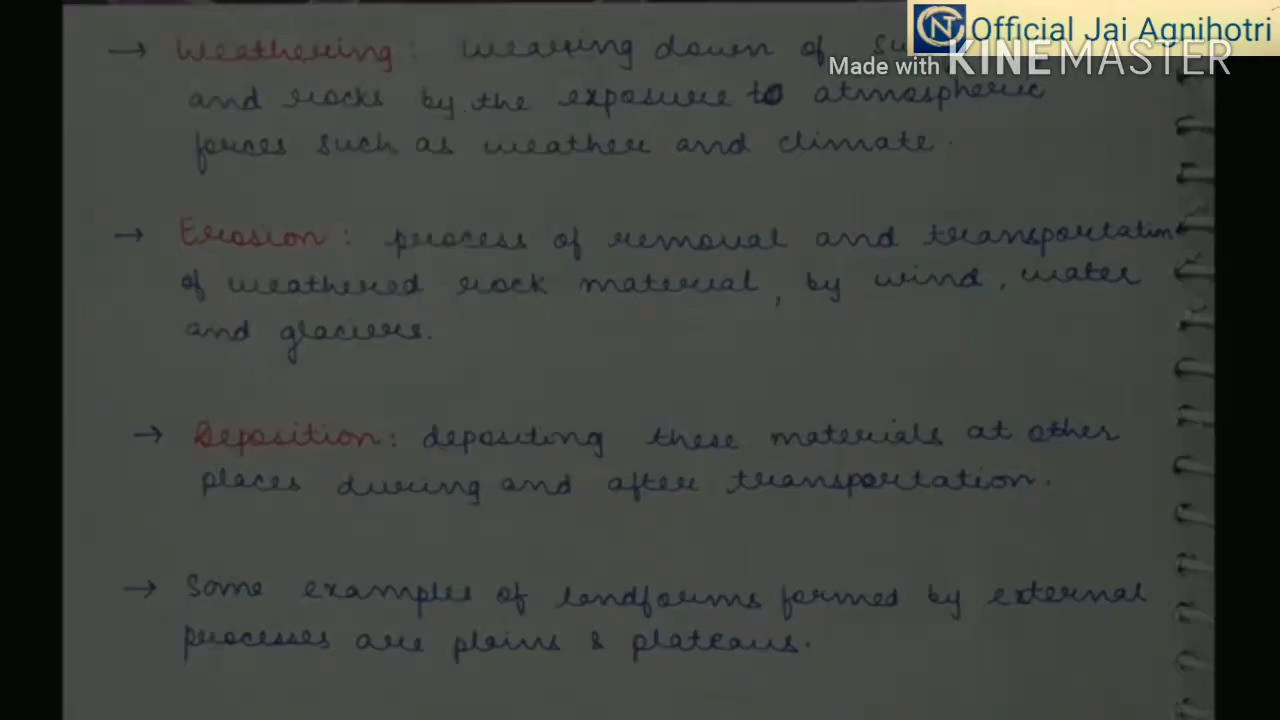 Official Jai Agnihotri
Made with KINEMASTER
→ Weathering: wearing down of
and rocks by the exposure to atmospheric
forces such as weather and climate.
→ Erosion: process of removal and transportation
of weathered rock material, by wind, water
and glaciers.
→ Deposition: depositing these materials at other
places during and after transportation.
→ Some examples of landforms formed by external
processes are plains & plateaus.